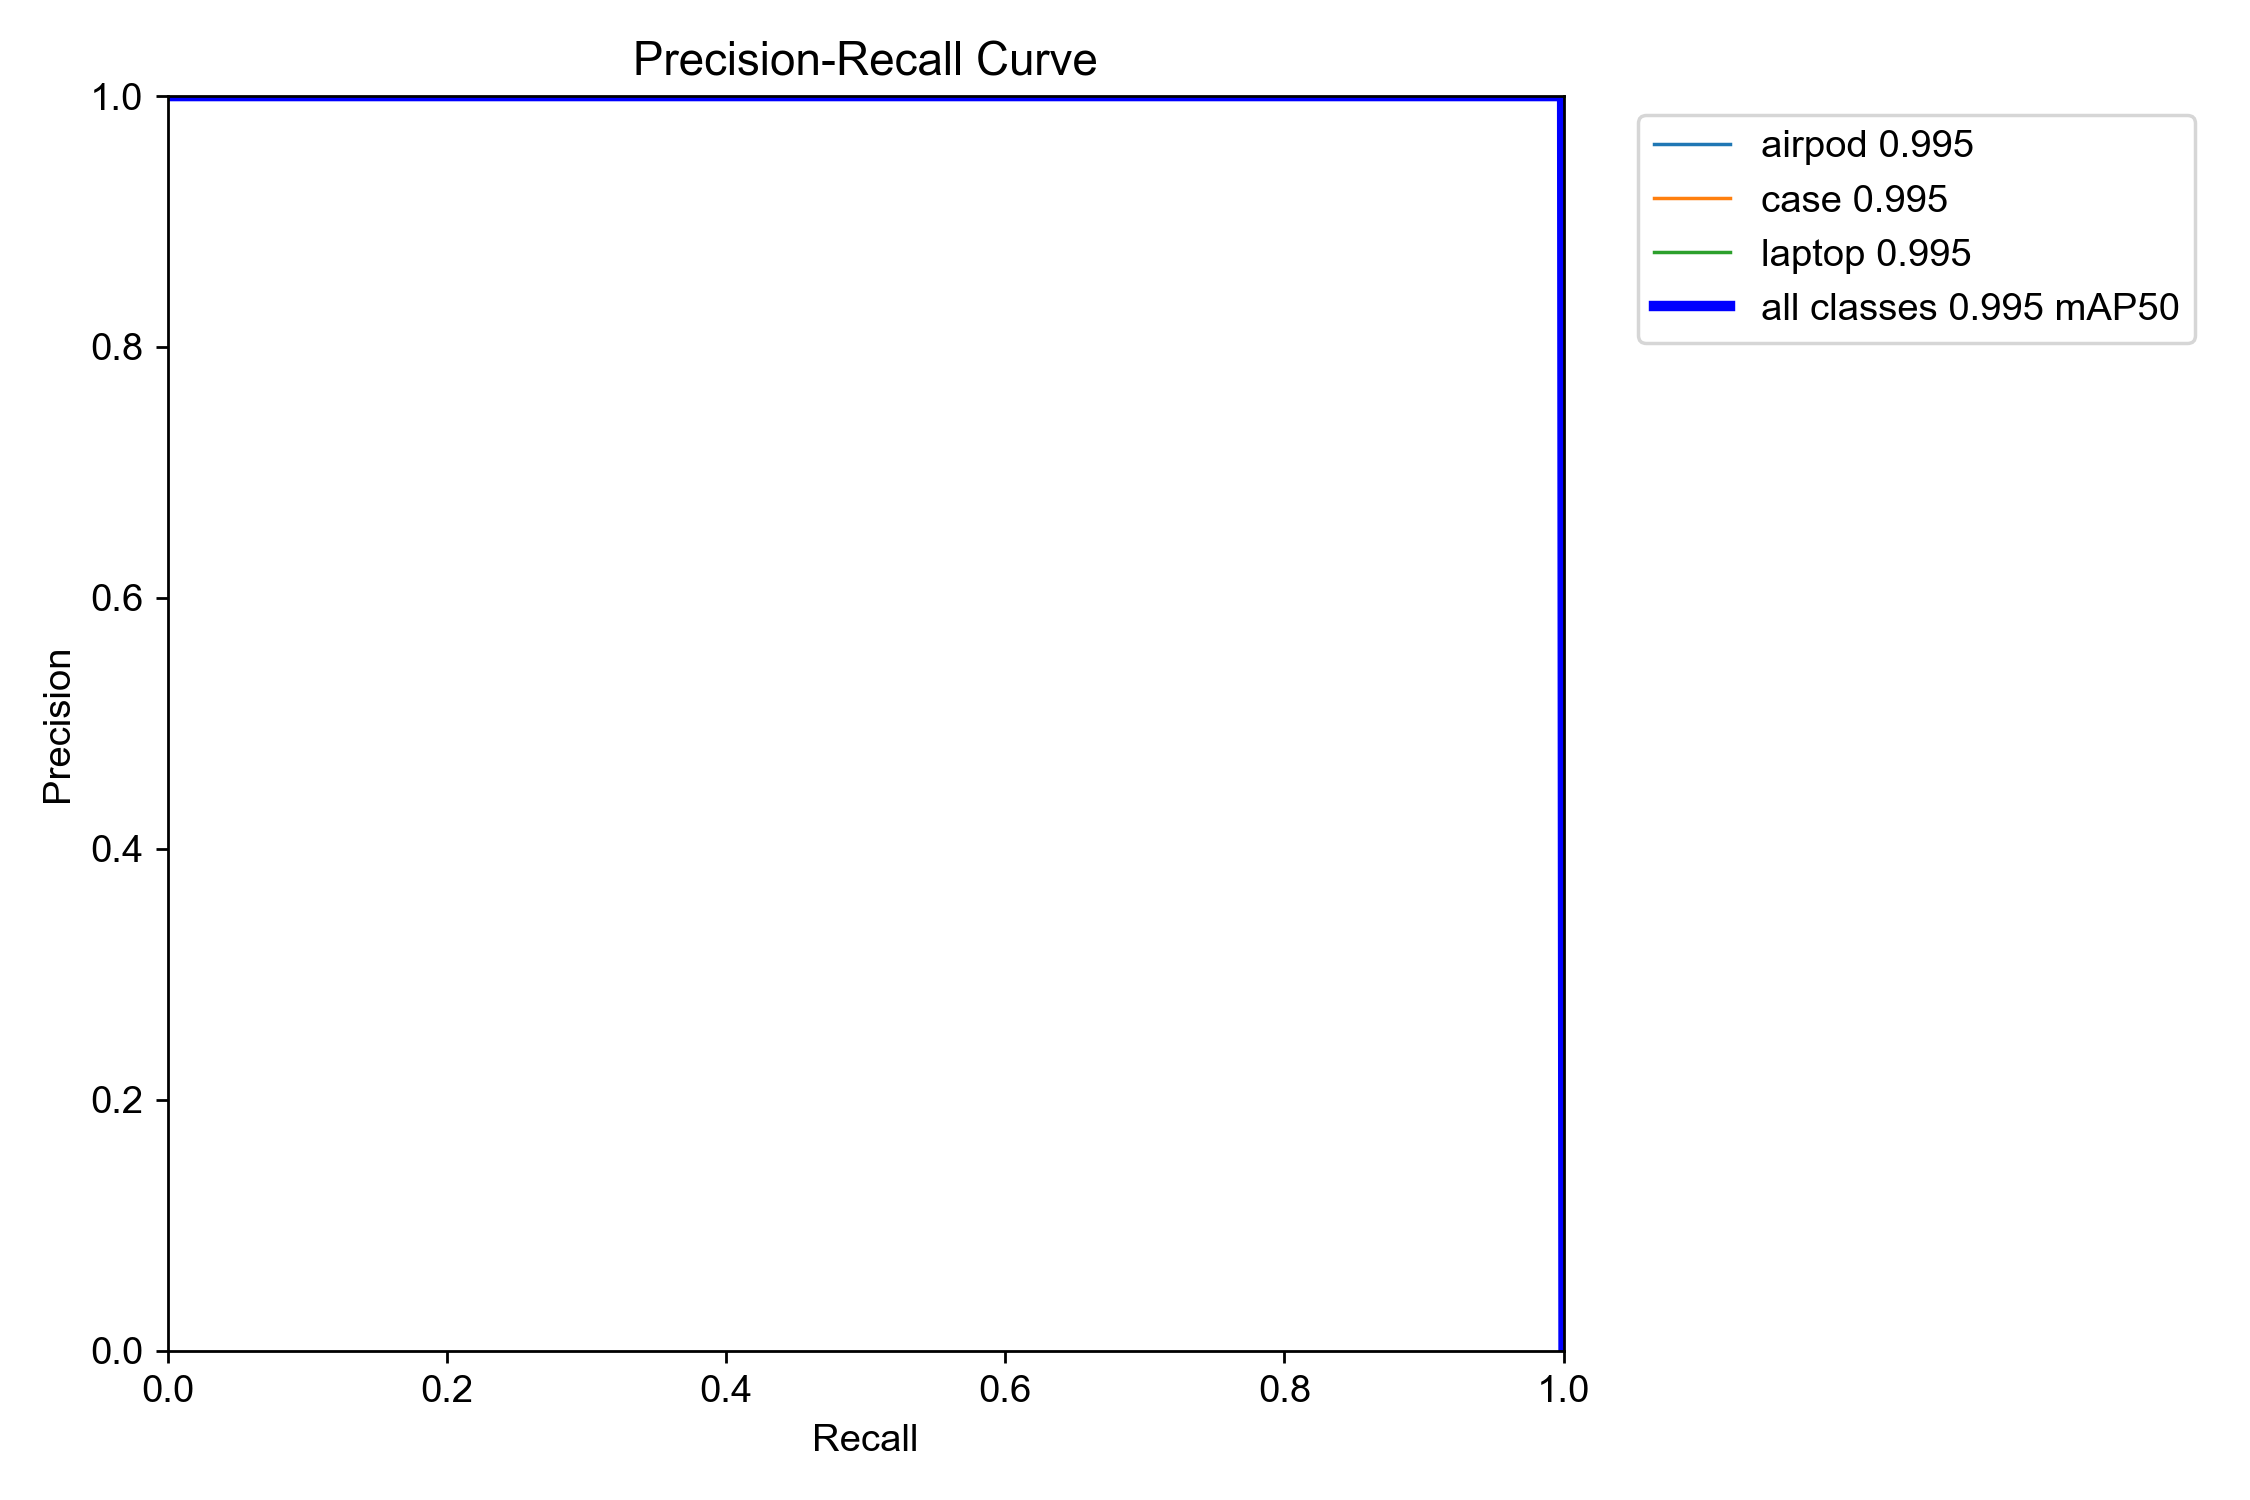 Precision-Recall Curve
1.0
0.8
0.6
0.4
0.2
0.0
Precision
0.0 0.2 0.4 0.6 0.8 1.0
Recall
airpod 0.995
case 0.995
laptop 0.995
all classes 0.995 mAP50